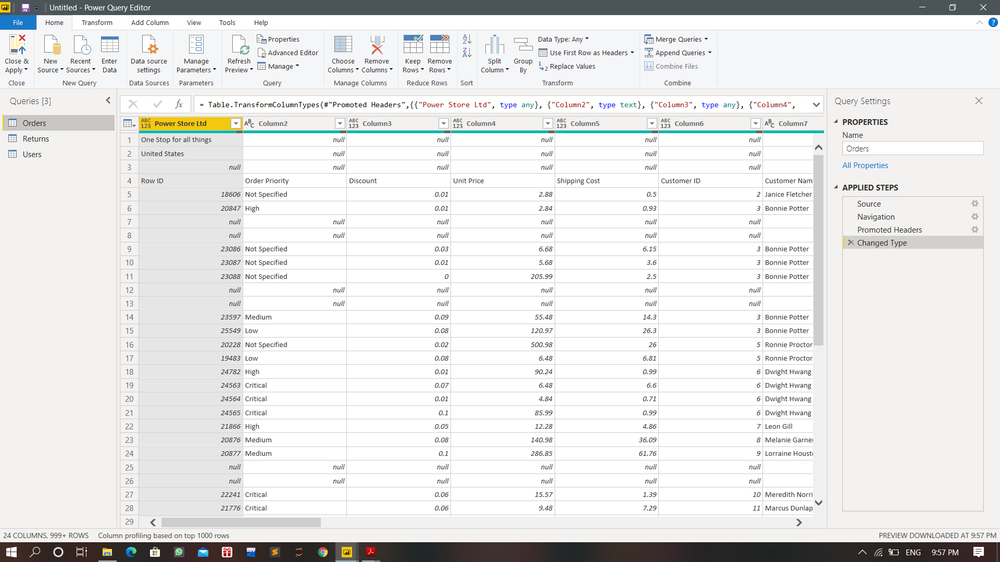 Untitled - Power Query Editor
File Home Transform Add Column View Tools Help
Close & Apply
New Source
Recent Sources
Enter Data
Data source settings
Manage Parameters
Refresh Preview
Properties
Advanced Editor
Manage
Choose Columns
Remove Columns
Keep Rows
Remove Rows
Split Column
Group By
Data Type: Any
Use First Row as Headers
Replace Values
Merge Queries
Append Queries
Combine Files
Close New Query Data Sources Parameters Query Manage Columns Reduce Rows Sort Transform Combine
Queries [3]
Orders
Returns
Users
fx = Table.TransformColumnTypes(#"Promoted Headers",{{"Power Store Ltd", type any}, {"Column2", type text}, {"Column3", type any}, {"Column4",
ABC 123 Power Store Ltd ABC Column2 ABC 123 Column3 ABC 123 Column4 ABC 123 Column5 ABC 123 Column6 ABC Column7
1 One Stop for all things null null null null null
2 United States null null null null null
3 null null null null null null
4 Row ID Order Priority Discount Unit Price Shipping Cost Customer ID Customer Nam
5 18606 Not Specified 0.01 2.88 0.5 2 Janice Fletcher
6 20847 High 0.01 2.84 0.93 3 Bonnie Potter
7 null null null null null null
8 null null null null null null
9 23086 Not Specified 0.03 6.68 6.15 3 Bonnie Potter
10 23087 Not Specified 0.01 5.68 3.6 3 Bonnie Potter
11 23088 Not Specified 0 205.99 2.5 3 Bonnie Potter
12 null null null null null null
13 null null null null null null
14 23597 Medium 0.09 55.48 14.3 3 Bonnie Potter
15 25549 Low 0.08 120.97 26.3 3 Bonnie Potter
16 20228 Not Specified 0.02 500.98 26 5 Ronnie Proctor
17 19483 Low 0.08 6.48 6.81 5 Ronnie Proctor
18 24782 High 0.01 90.24 0.99 6 Dwight Hwang
19 24563 Critical 0.07 6.48 6.6 6 Dwight Hwang
20 24564 Critical 0.01 4.84 0.71 6 Dwight Hwang
21 24565 Critical 0.1 85.99 0.99 6 Dwight Hwang
22 21866 High 0.05 12.28 4.86 7 Leon Gill
23 20876 Medium 0.08 140.98 36.09 8 Melanie Garne
24 20877 Medium 0.1 286.85 61.76 9 Lorraine Houst
25 null null null null null null
26 null null null null null null
27 22241 Critical 0.06 15.57 1.39 10 Meredith Norri
28 21776 Critical 0.06 9.48 7.29 11 Marcus Dunlap
29
Query Settings
PROPERTIES
Name
Orders
All Properties
APPLIED STEPS
Source
Navigation
Promoted Headers
Changed Type
24 COLUMNS, 999+ ROWS Column profiling based on top 1000 rows PREVIEW DOWNLOADED AT 9:57 PM
DEV
ENG 9:57 PM